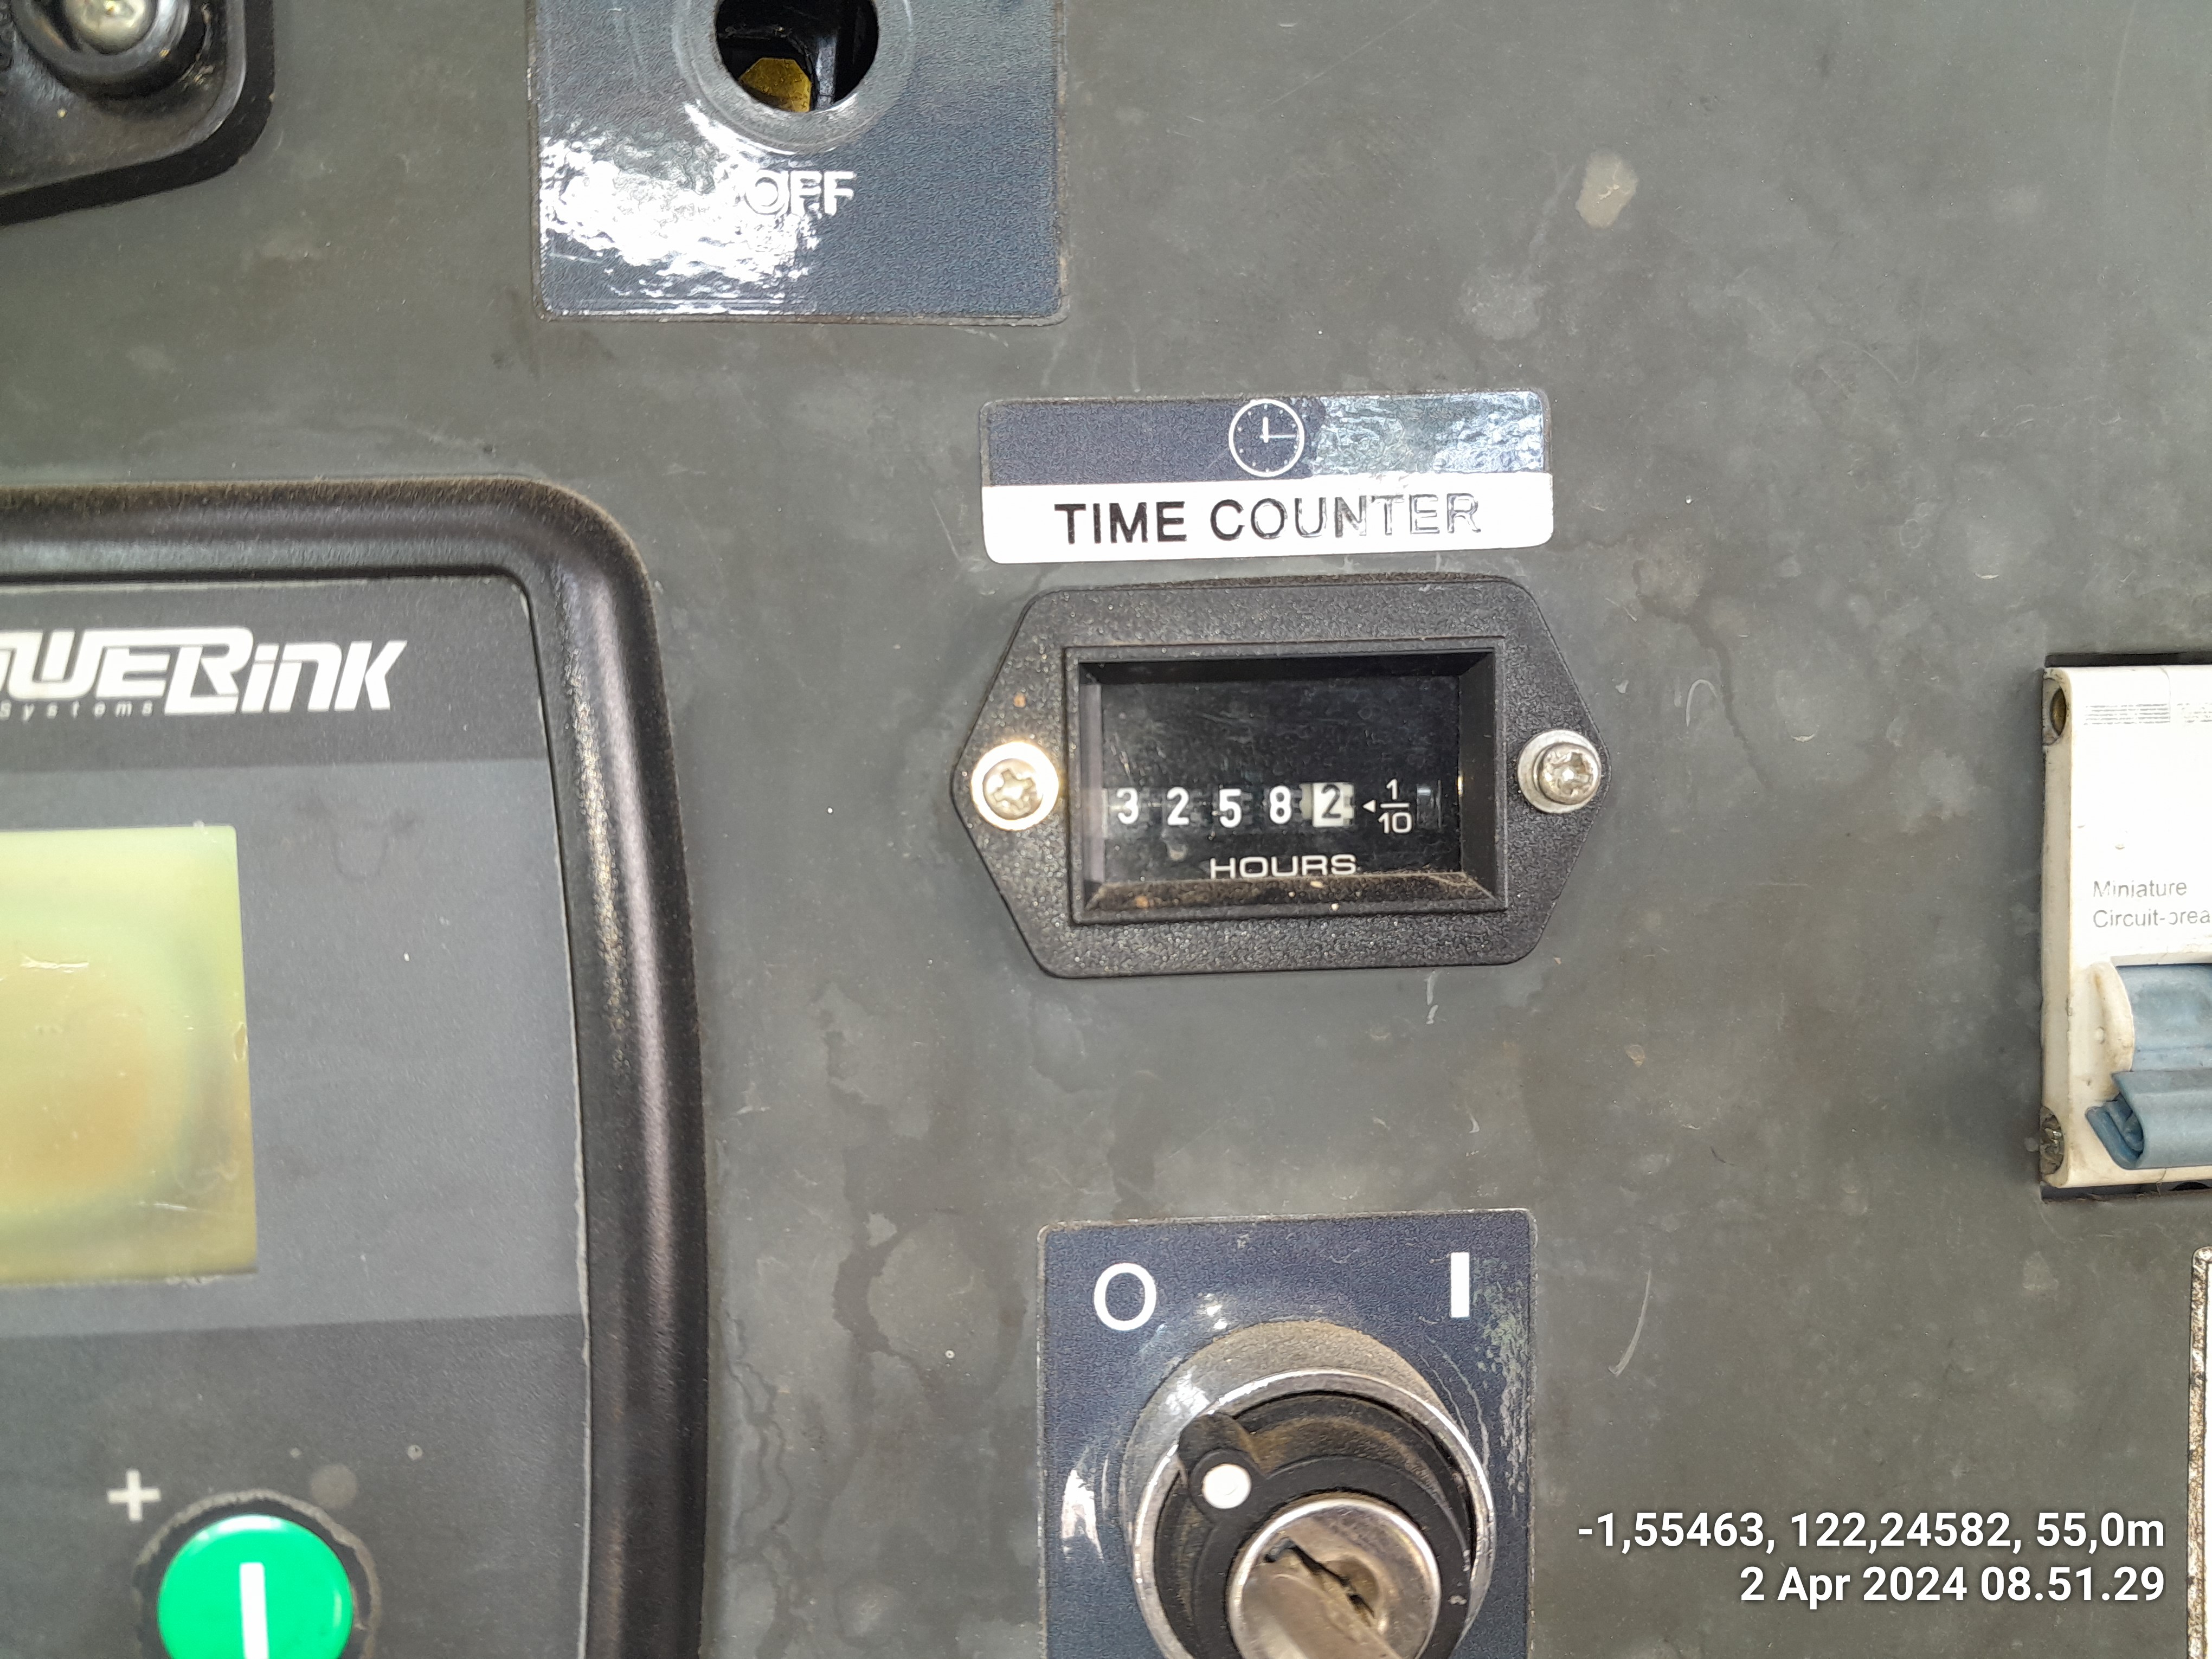 OFF
TIME COUNTER
POWERLINK
Systems
3 2 5 8 2 ◂ 1/10
HOURS
Miniature
O I
+
-1,55463, 122,24582, 55,0m
2 Apr 2024 08.51.29